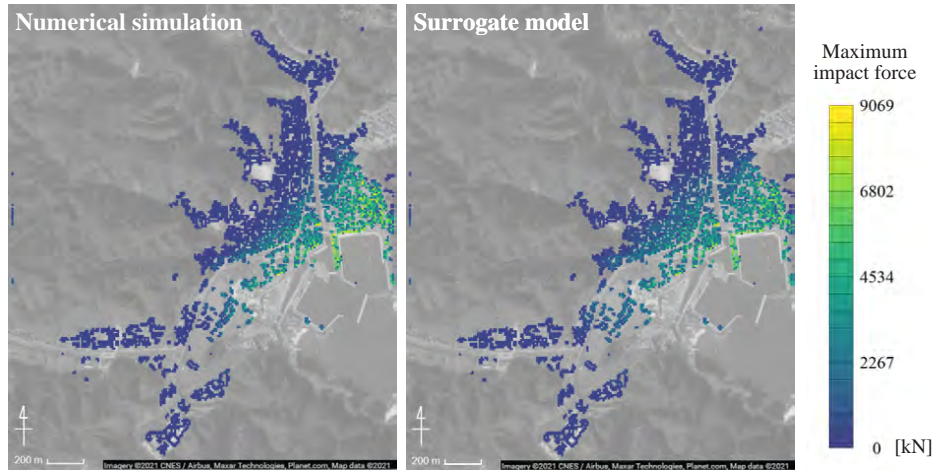 Numerical simulation
Surrogate model
Maximum
impact force
9069
6802
4534
2267
0 [kN]
200 m
Imagery ©2021 CNES / Airbus, Maxar Technologies, Planet.com, Map data ©2021
200 m
Imagery ©2021 CNES / Airbus, Maxar Technologies, Planet.com, Map data ©2021